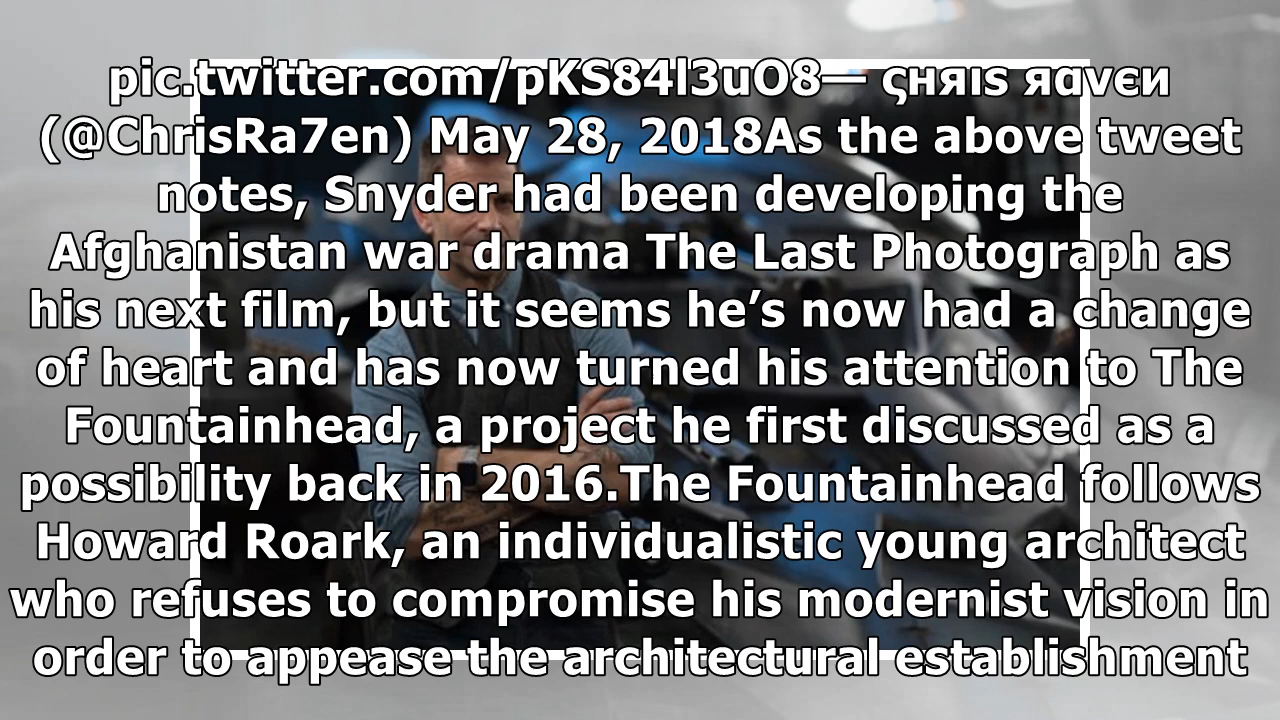 pic.twitter.com/pKS84l3uO8— çняιs яαvєи
(@ChrisRa7en) May 28, 2018As the above tweet
notes, Snyder had been developing the
Afghanistan war drama The Last Photograph as
his next film, but it seems he’s now had a change
of heart and has now turned his attention to The
Fountainhead, a project he first discussed as a
possibility back in 2016.The Fountainhead follows
Howard Roark, an individualistic young architect
who refuses to compromise his modernist vision in
order to appease the architectural establishment